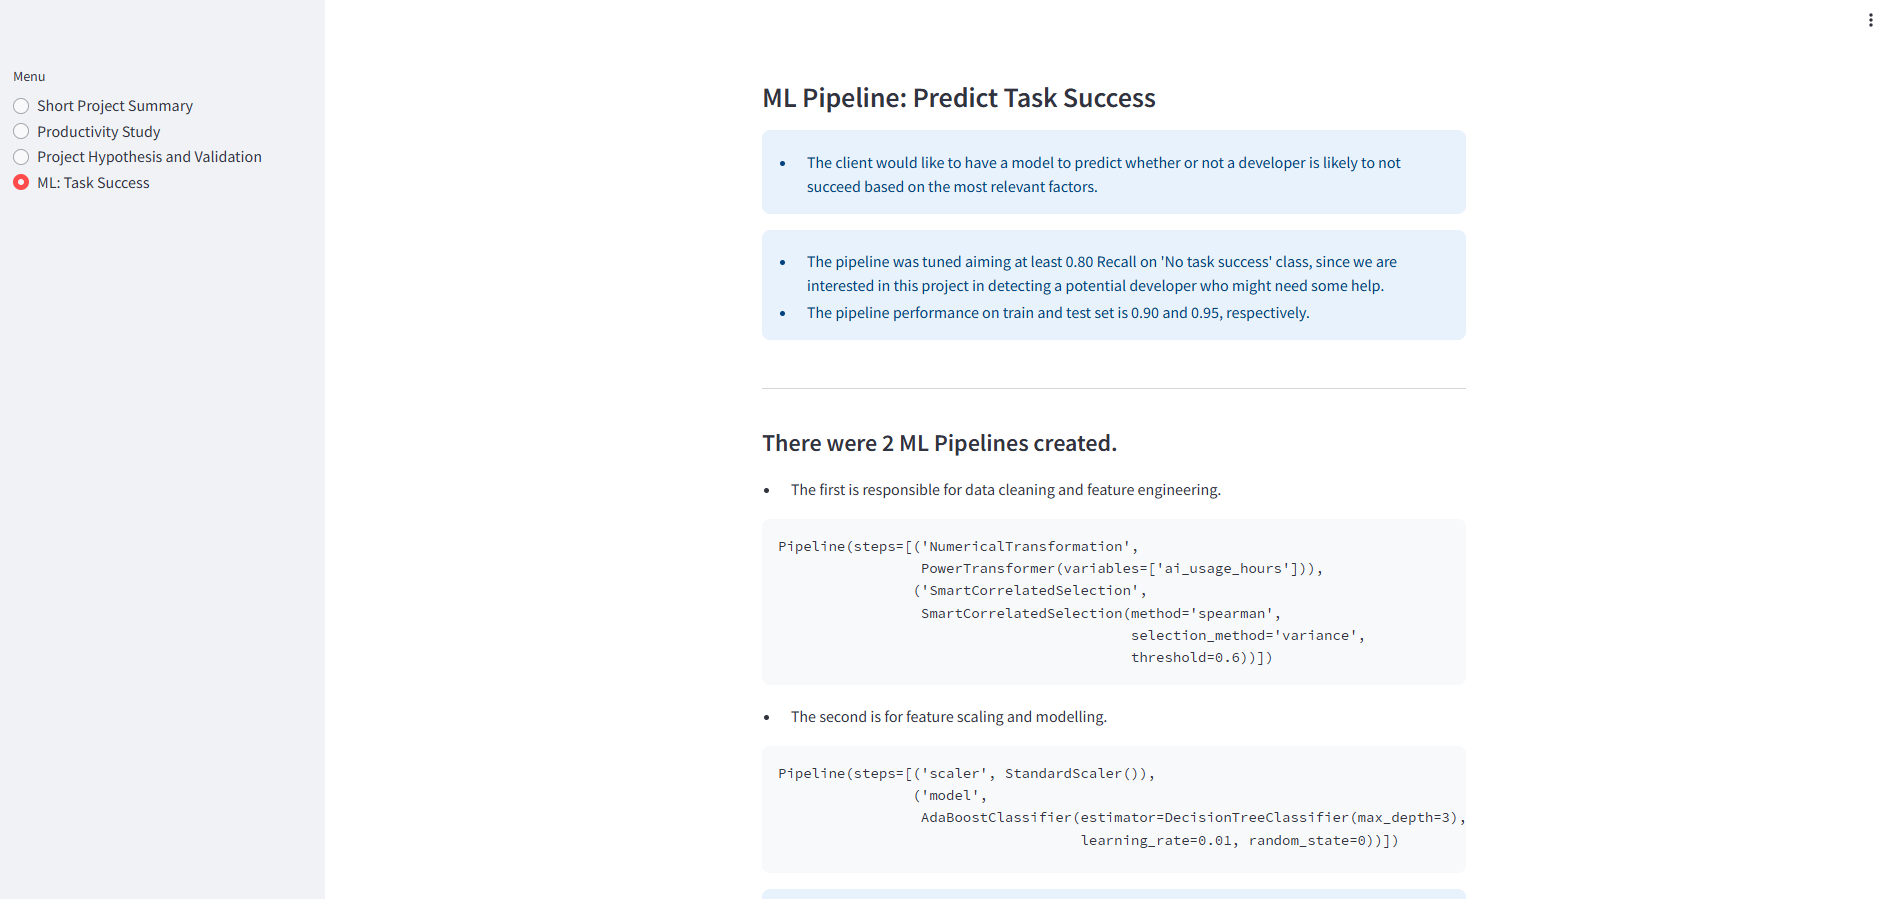 Menu
Short Project Summary
Productivity Study
Project Hypothesis and Validation
ML: Task Success
ML Pipeline: Predict Task Success
• The client would like to have a model to predict whether or not a developer is likely to not
succeed based on the most relevant factors.
• The pipeline was tuned aiming at least 0.80 Recall on 'No task success' class, since we are
interested in this project in detecting a potential developer who might need some help.
• The pipeline performance on train and test set is 0.90 and 0.95, respectively.
There were 2 ML Pipelines created.
• The first is responsible for data cleaning and feature engineering.
Pipeline(steps=[('NumericalTransformation',
                 PowerTransformer(variables=['ai_usage_hours'])),
                ('SmartCorrelatedSelection',
                 SmartCorrelatedSelection(method='spearman',
                                          selection_method='variance',
                                          threshold=0.6))])
• The second is for feature scaling and modelling.
Pipeline(steps=[('scaler', StandardScaler()),
                ('model',
                 AdaBoostClassifier(estimator=DecisionTreeClassifier(max_depth=3),
                                    learning_rate=0.01, random_state=0))])